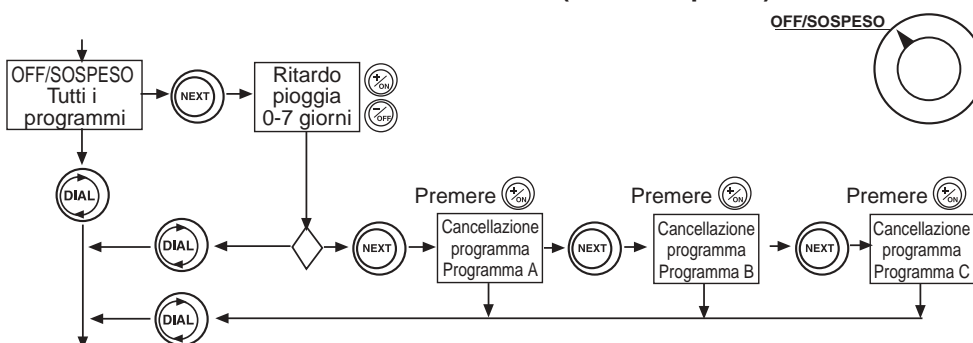 OFF/SOSPESO
OFF/SOSPESO
Tutti i
programmi
NEXT
Ritardo
pioggia
0-7 giorni
+/ON
-/OFF
DIAL
Premere +/ON
Premere +/ON
Premere +/ON
DIAL
NEXT
Cancellazione
programma
Programma A
NEXT
Cancellazione
programma
Programma B
NEXT
Cancellazione
programma
Programma C
DIAL